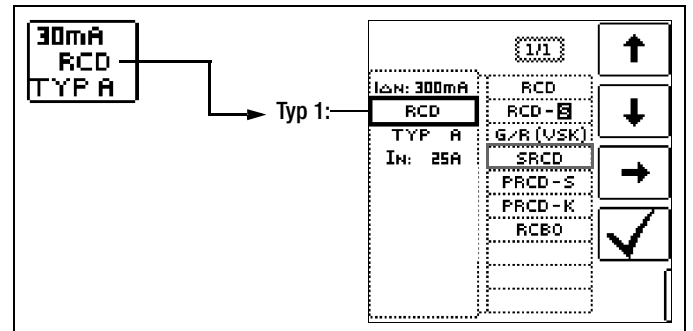 30mA
RCD
TYP A
Typ 1:
1/1
I∆N: 300mA
RCD
TYP A
IN: 25A
RCD
RCD - S
G/R (VSK)
SRCD
PRCD - S
PRCD - K
RCBO